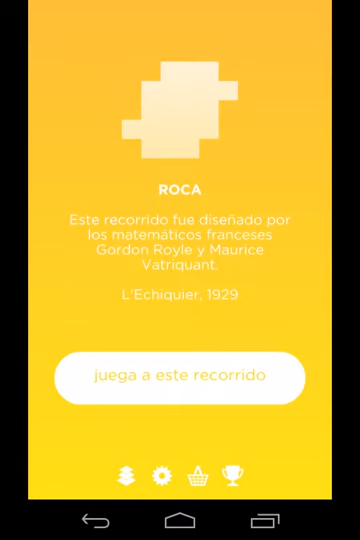 ROCA
Este recorrido fue diseñado por
los matemáticos franceses
Gordon Royle y Maurice
Vatriquant.
L'Echiquier, 1929
juega a este recorrido